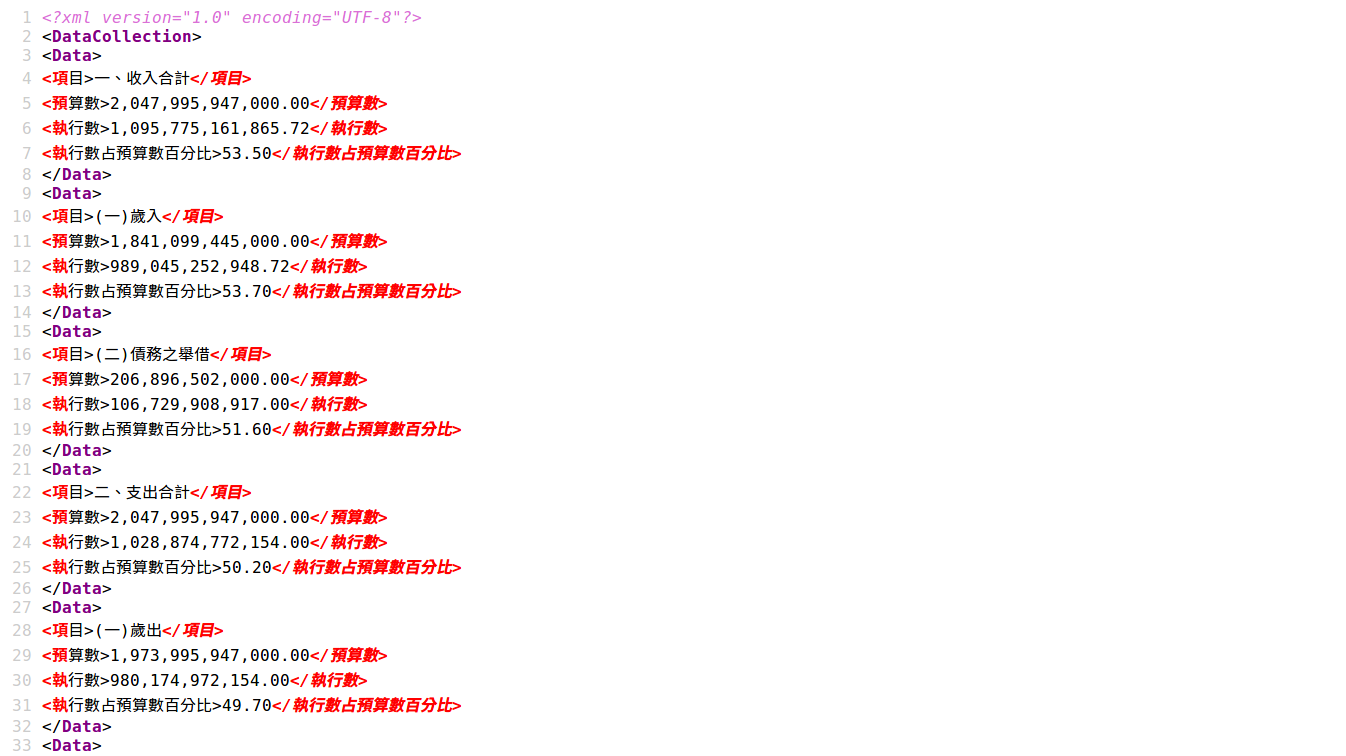 1 <?xml version="1.0" encoding="UTF-8"?>
2 <DataCollection>
3 <Data>
4 <項目>一、收入合計</項目>
5 <預算數>2,047,995,947,000.00</預算數>
6 <執行數>1,095,775,161,865.72</執行數>
7 <執行數占預算數百分比>53.50</執行數占預算數百分比>
8 </Data>
9 <Data>
10 <項目>(一)歲入</項目>
11 <預算數>1,841,099,445,000.00</預算數>
12 <執行數>989,045,252,948.72</執行數>
13 <執行數占預算數百分比>53.70</執行數占預算數百分比>
14 </Data>
15 <Data>
16 <項目>(二)債務之舉借</項目>
17 <預算數>206,896,502,000.00</預算數>
18 <執行數>106,729,908,917.00</執行數>
19 <執行數占預算數百分比>51.60</執行數占預算數百分比>
20 </Data>
21 <Data>
22 <項目>二、支出合計</項目>
23 <預算數>2,047,995,947,000.00</預算數>
24 <執行數>1,028,874,772,154.00</執行數>
25 <執行數占預算數百分比>50.20</執行數占預算數百分比>
26 </Data>
27 <Data>
28 <項目>(一)歲出</項目>
29 <預算數>1,973,995,947,000.00</預算數>
30 <執行數>980,174,972,154.00</執行數>
31 <執行數占預算數百分比>49.70</執行數占預算數百分比>
32 </Data>
33 <Data>